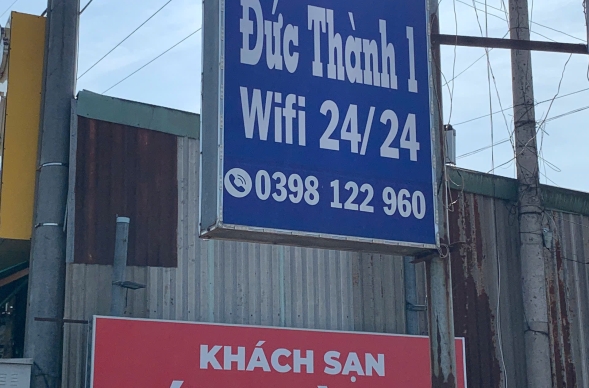 Đức Thành 1
Wifi 24/24
0398 122 960
KHÁCH SẠN